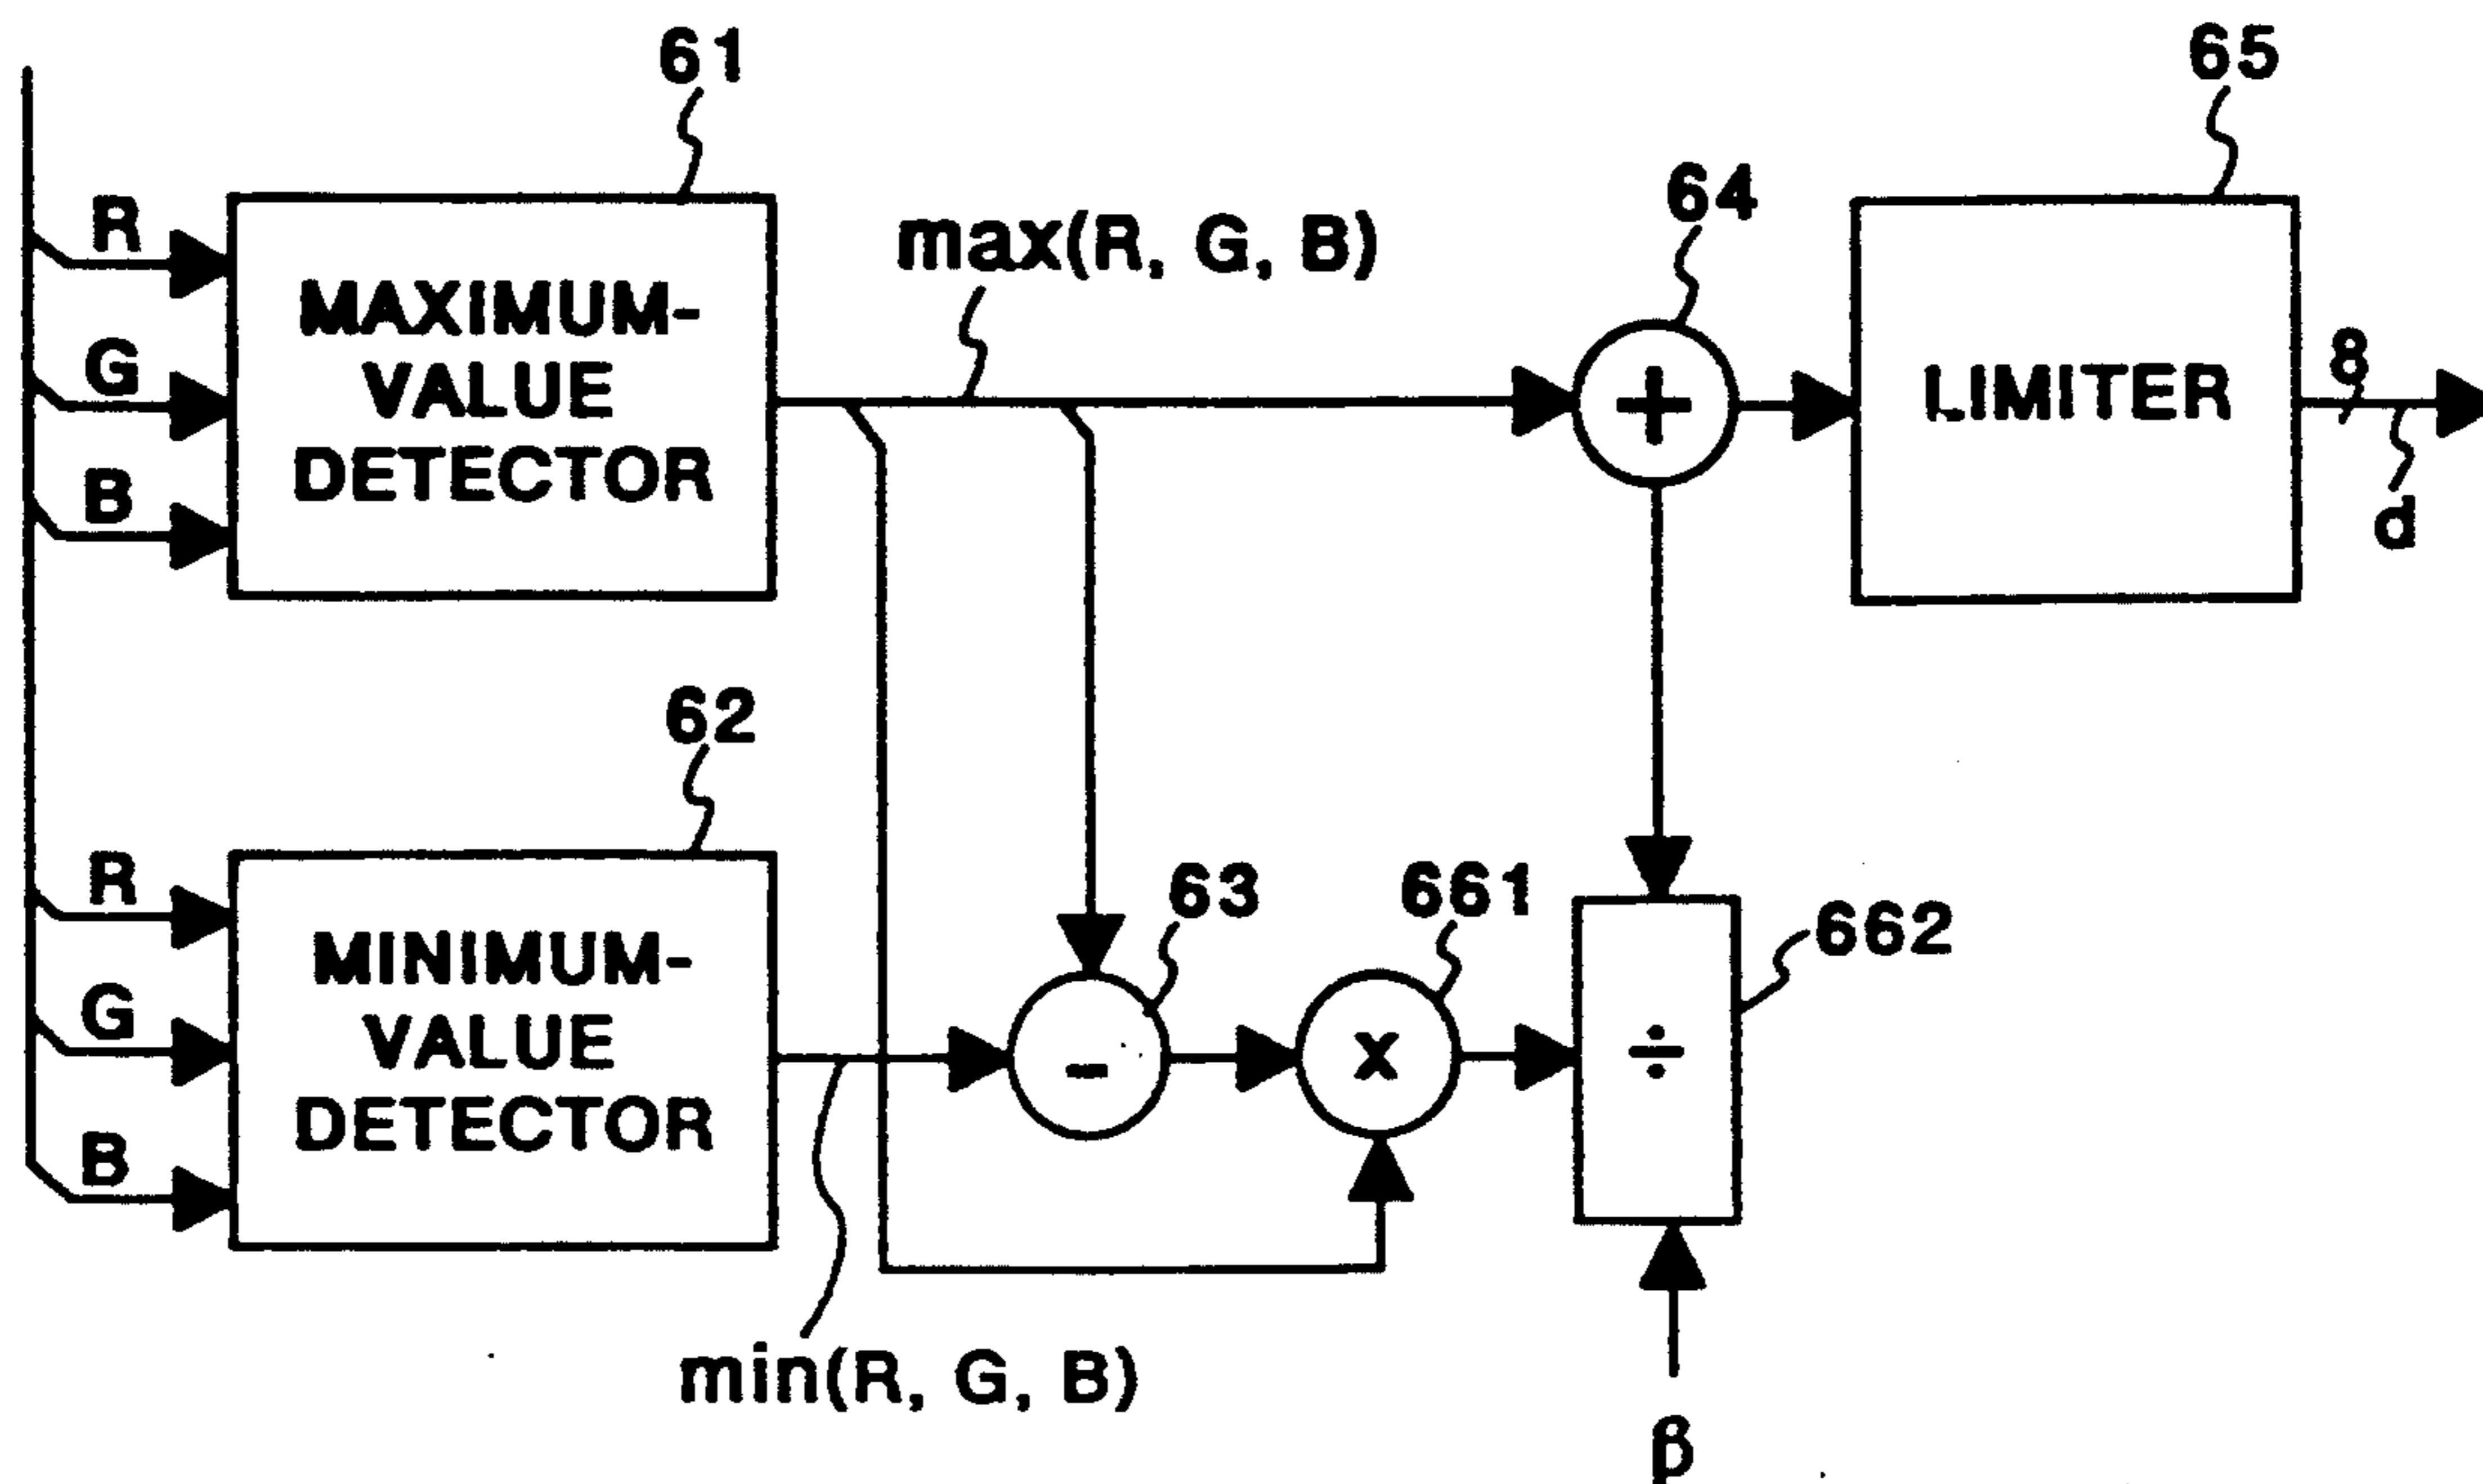 61
65
64
R
max(R, G, B)
MAXIMUM-
VALUE
DETECTOR
G
B
+
LIMITER
8
d
62
63
661
662
R
MINIMUM-
VALUE
DETECTOR
G
B
-
x
÷
min(R, G, B)
β